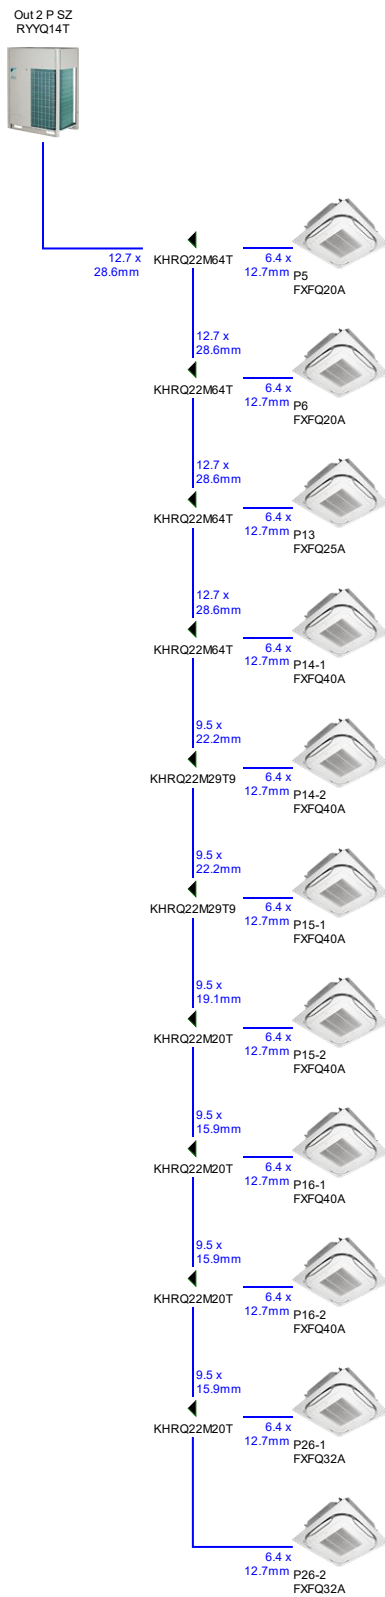 Out 2 P SZ
RYYQ14T
12.7 x
28.6mm
KHRQ22M64T
6.4 x
12.7mm
P5
FXFQ20A
12.7 x
28.6mm
KHRQ22M64T
6.4 x
12.7mm
P6
FXFQ20A
12.7 x
28.6mm
KHRQ22M64T
6.4 x
12.7mm
P13
FXFQ25A
12.7 x
28.6mm
KHRQ22M64T
6.4 x
12.7mm
P14-1
FXFQ40A
9.5 x
22.2mm
KHRQ22M29T9
6.4 x
12.7mm
P14-2
FXFQ40A
9.5 x
22.2mm
KHRQ22M29T9
6.4 x
12.7mm
P15-1
FXFQ40A
9.5 x
19.1mm
KHRQ22M20T
6.4 x
12.7mm
P15-2
FXFQ40A
9.5 x
15.9mm
KHRQ22M20T
6.4 x
12.7mm
P16-1
FXFQ40A
9.5 x
15.9mm
KHRQ22M20T
6.4 x
12.7mm
P16-2
FXFQ40A
9.5 x
15.9mm
KHRQ22M20T
6.4 x
12.7mm
P26-1
FXFQ32A
6.4 x
12.7mm
P26-2
FXFQ32A